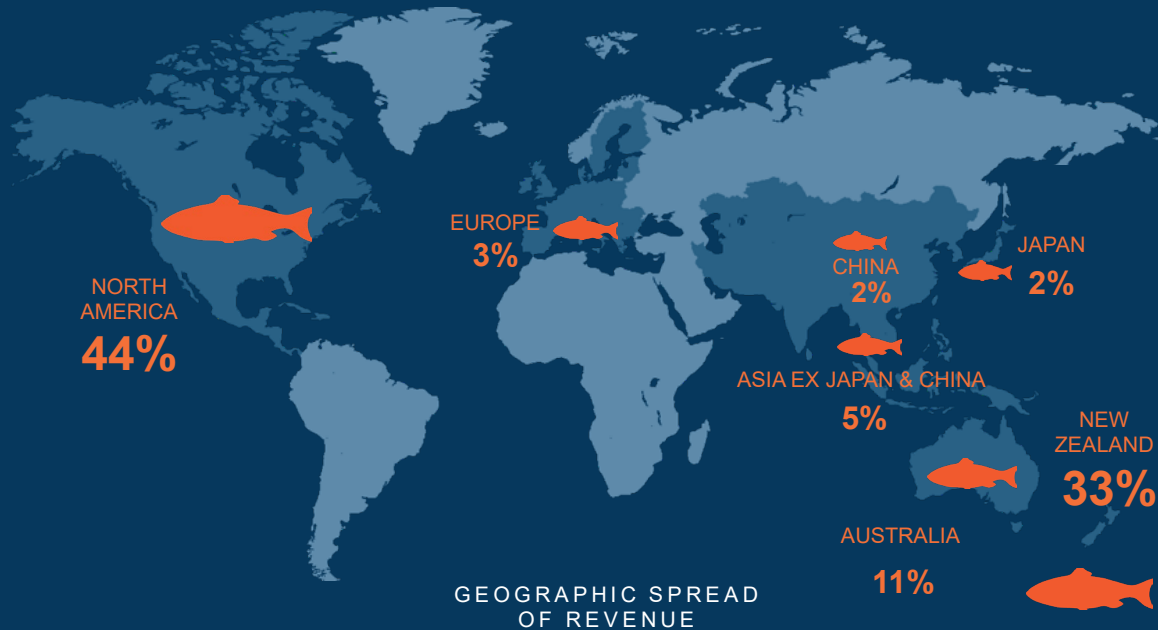 EUROPE
3%
JAPAN
2%
CHINA
2%
NORTH
AMERICA
44%
ASIA EX JAPAN & CHINA
5%
NEW
ZEALAND
33%
AUSTRALIA
11%
GEOGRAPHIC SPREAD
OF REVENUE